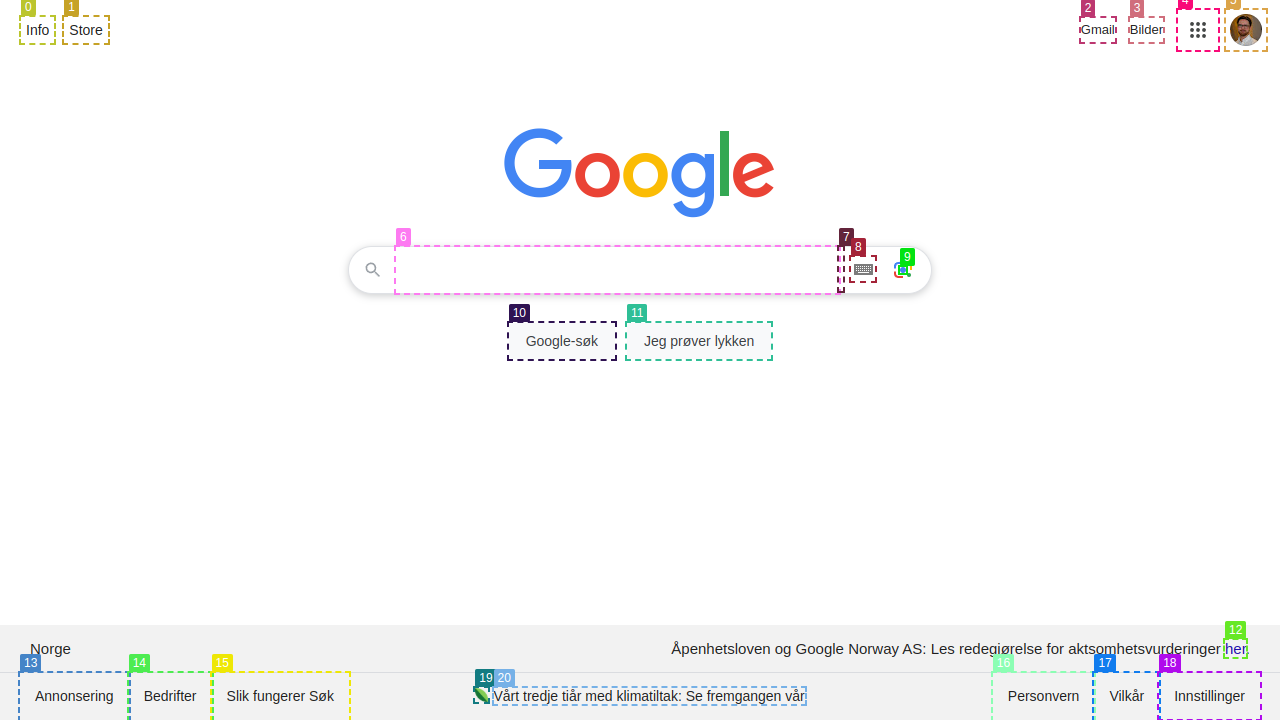 0 1 2 3 4 5
Info Store Gmail Bilder
Google
6 7 8 9
10 11
Google-søk Jeg prøver lykken
12
Norge Åpenhetsloven og Google Norway AS: Les redegjørelse for aktsomhetsvurderinger her.
13 14 15 16 17 18
19 20
Annonsering Bedrifter Slik fungerer Søk Vårt tredje tiår med klimatiltak: Se fremgangen vår Personvern Vilkår Innstillinger